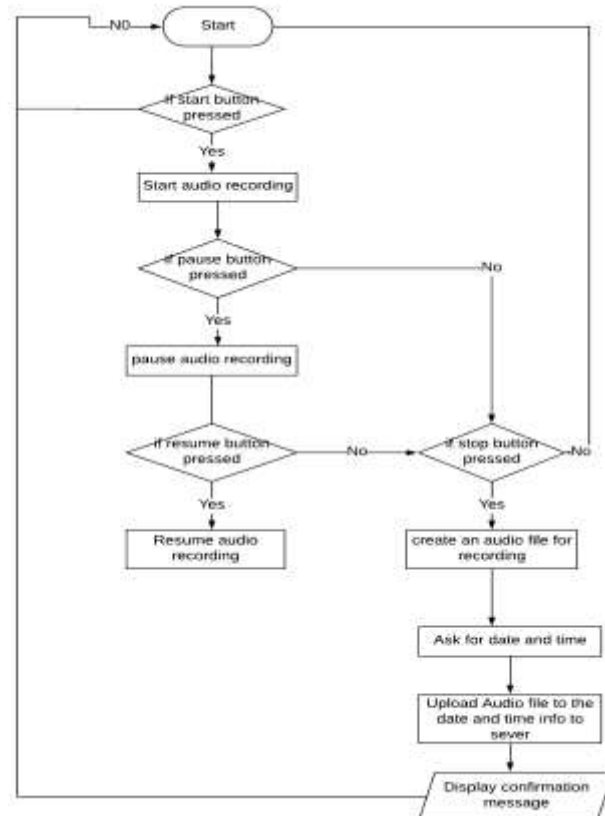 N0
Start
if start button
pressed
Yes
Start audio recording
if pause button
pressed
No
Yes
pause audio recording
if resume button
pressed
No
if stop button
pressed
No
Yes
Yes
Resume audio
recording
create an audio file for
recording
Ask for date and time
Upload Audio file to the
date and time info to
sever
Display confirmation
message